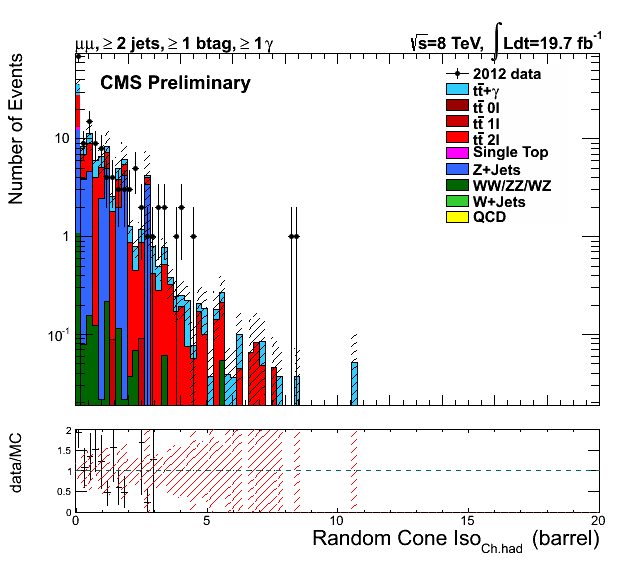 μμ, ≥ 2 jets, ≥ 1 btag, ≥ 1 γ
√s=8 TeV, ∫ Ldt=19.7 fb⁻¹
CMS Preliminary
2012 data
tt̄+γ
tt̄ 0l
tt̄ 1l
tt̄ 2l
Single Top
Z+Jets
WW/ZZ/WZ
W+Jets
QCD
Number of Events
10
1
10⁻¹
data/MC
2
1.5
1
0.5
0
0 5 10 15 20
Random Cone Iso_Ch.had (barrel)